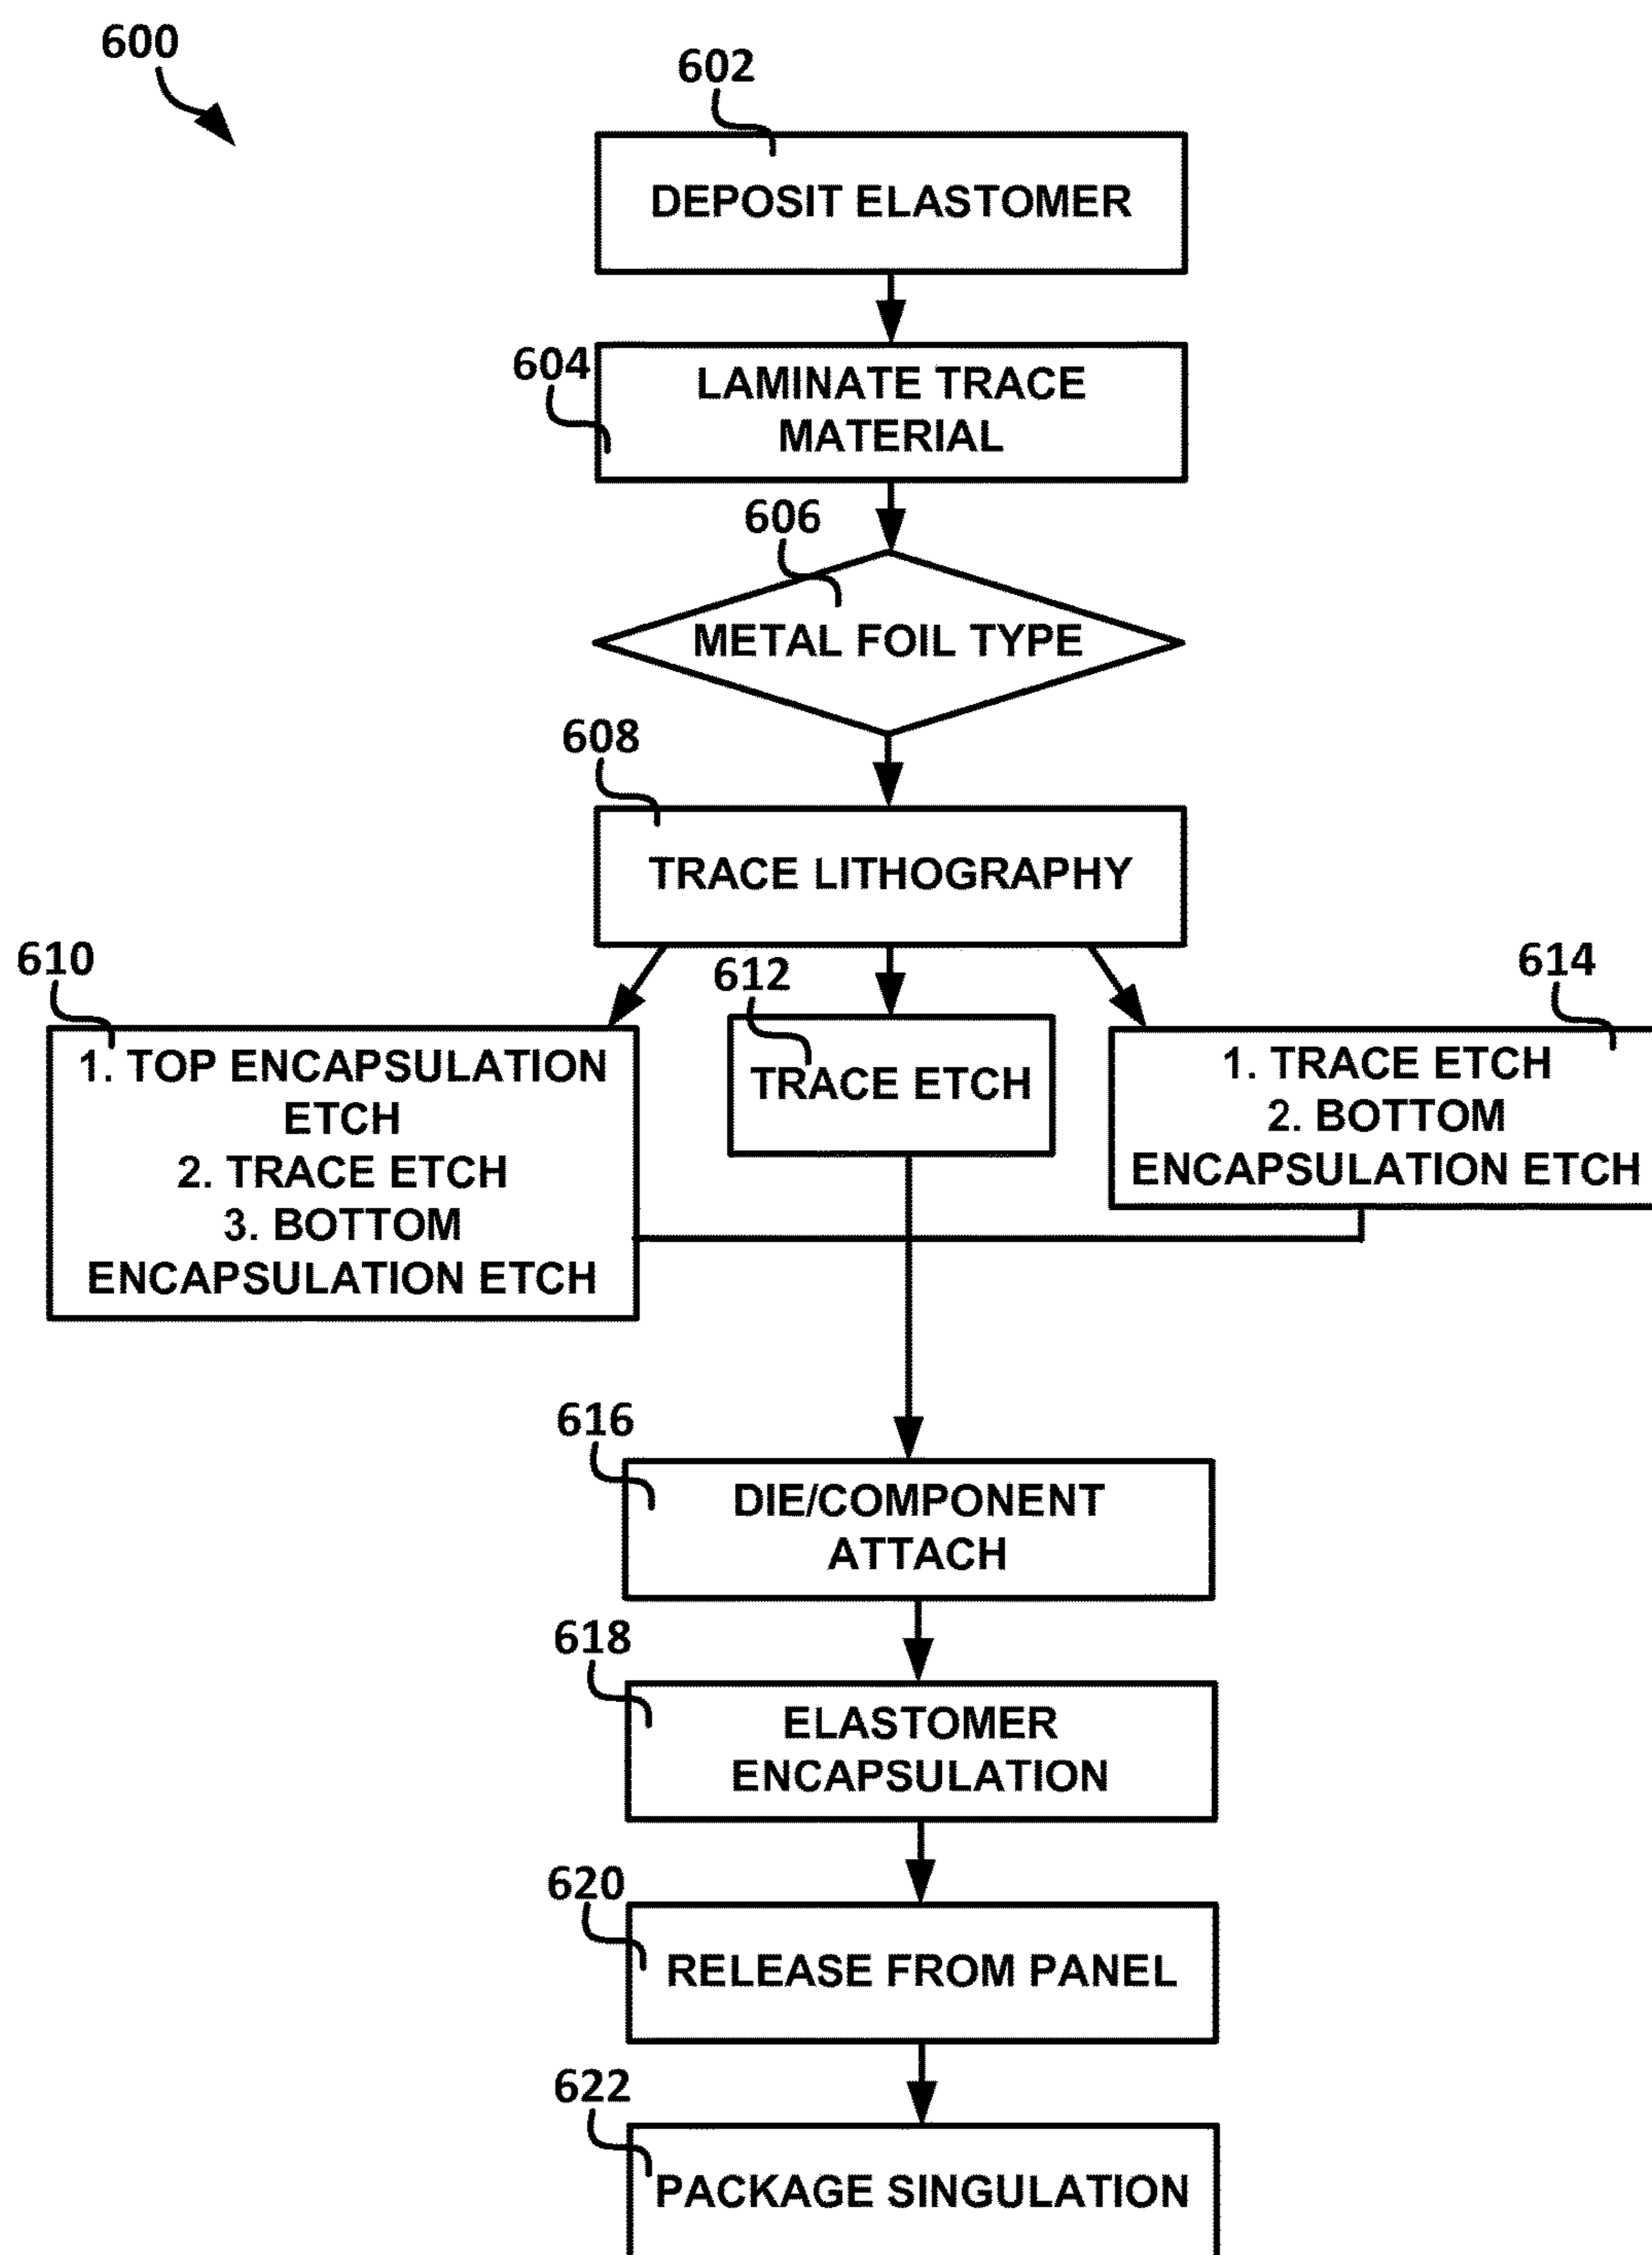 600
602
DEPOSIT ELASTOMER
604
LAMINATE TRACE
MATERIAL
606
METAL FOIL TYPE
608
TRACE LITHOGRAPHY
610
1. TOP ENCAPSULATION
ETCH
2. TRACE ETCH
3. BOTTOM
ENCAPSULATION ETCH
612
TRACE ETCH
614
1. TRACE ETCH
2. BOTTOM
ENCAPSULATION ETCH
616
DIE/COMPONENT
ATTACH
618
ELASTOMER
ENCAPSULATION
620
RELEASE FROM PANEL
622
PACKAGE SINGULATION